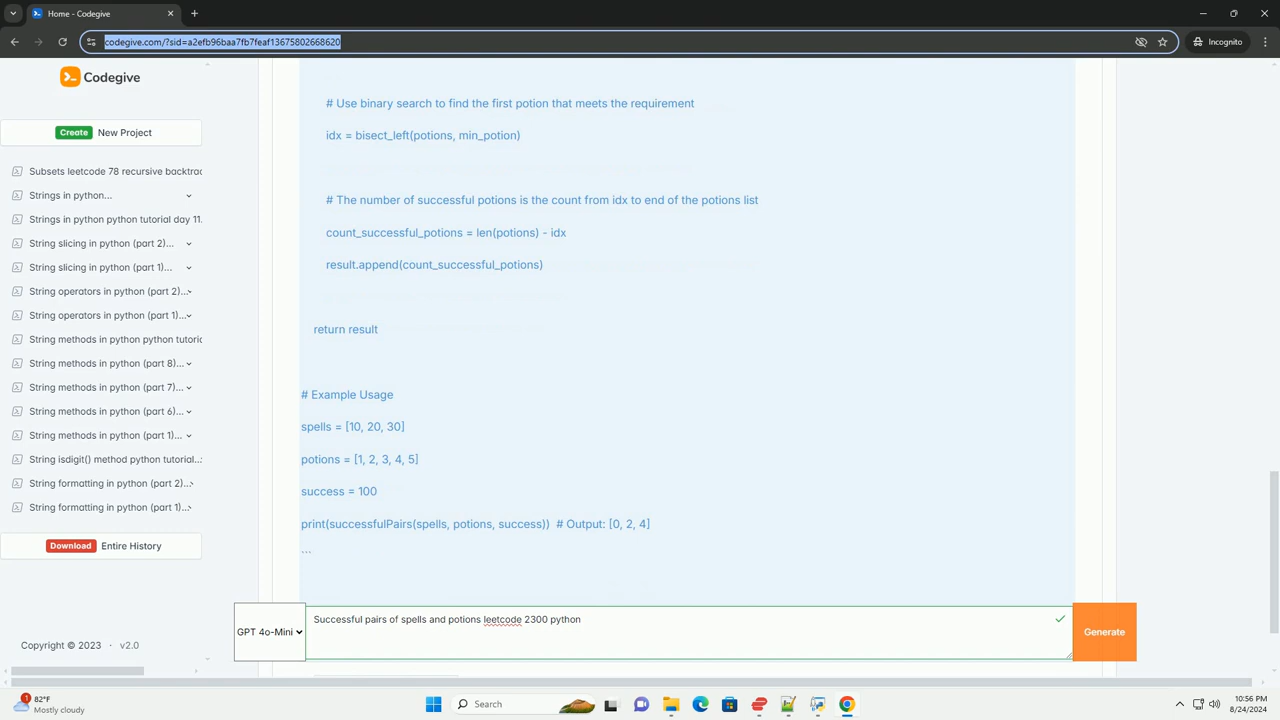 Home - Codegive
codegive.com/?sid=a2efb96baa7fb7feaf13675802668620
Incognito
Codegive
Create New Project
Subsets leetcode 78 recursive backtrac
Strings in python...
Strings in python python tutorial day 11.
String slicing in python (part 2)...
String slicing in python (part 1)...
String operators in python (part 2)...
String operators in python (part 1)...
String methods in python python tutoric
String methods in python (part 8)...
String methods in python (part 7)...
String methods in python (part 6)...
String methods in python (part 1)...
String isdigit() method python tutorial...
String formatting in python (part 2)...
String formatting in python (part 1)...
Download Entire History
Copyright © 2023 · v2.0
# Use binary search to find the first potion that meets the requirement
idx = bisect_left(potions, min_potion)
# The number of successful potions is the count from idx to end of the potions list
count_successful_potions = len(potions) - idx
result.append(count_successful_potions)
return result
# Example Usage
spells = [10, 20, 30]
potions = [1, 2, 3, 4, 5]
success = 100
print(successfulPairs(spells, potions, success))  # Output: [0, 2, 4]
```
GPT 4o-Mini
Successful pairs of spells and potions leetcode 2300 python
Generate
1
82°F
Mostly cloudy
Search
10:56 PM
8/24/2024